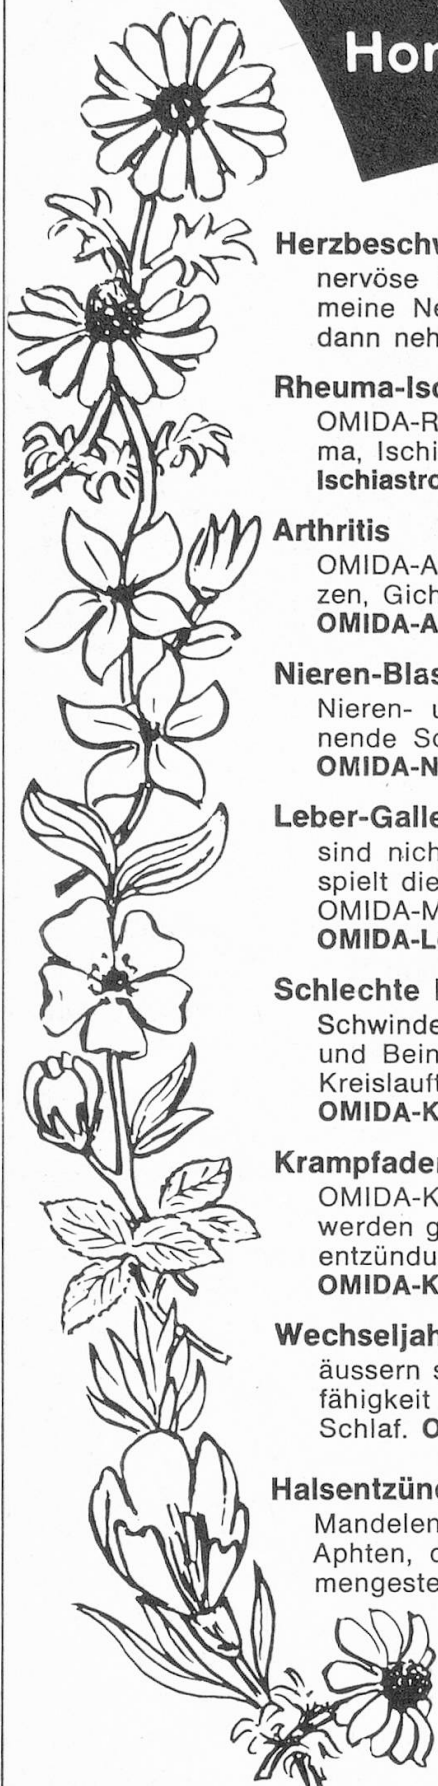 Hor
Herzbeschw
nervöse
meine Ne
dann neh
Rheuma-Isc
OMIDA-R
ma, Ischi
Ischiastro
Arthritis
OMIDA-A
zen, Gich
OMIDA-A
Nieren-Blas
Nieren- u
nende Sc
OMIDA-N
Leber-Galle
sind nich
spielt die
OMIDA-M
OMIDA-L
Schlechte
Schwinde
und Bein
Kreislauft
OMIDA-K
Krampfader
OMIDA-K
werden g
entzündu
OMIDA-K
Wechseljah
äussern s
fähigkeit
Schlaf. O
Halsentzünd
Mandelen
Aphten, d
mengeste